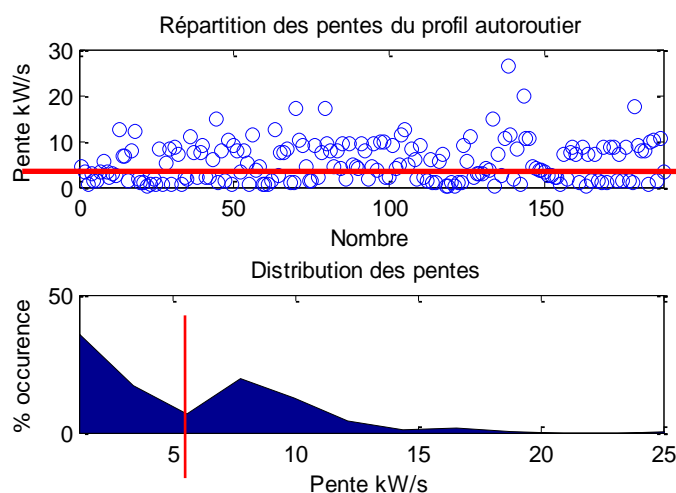 Répartition des pentes du profil autoroutier
30
20
10
0
Pente kW/s
0 50 100 150
Nombre
Distribution des pentes
50
0
% occurence
5 10 15 20 25
Pente kW/s